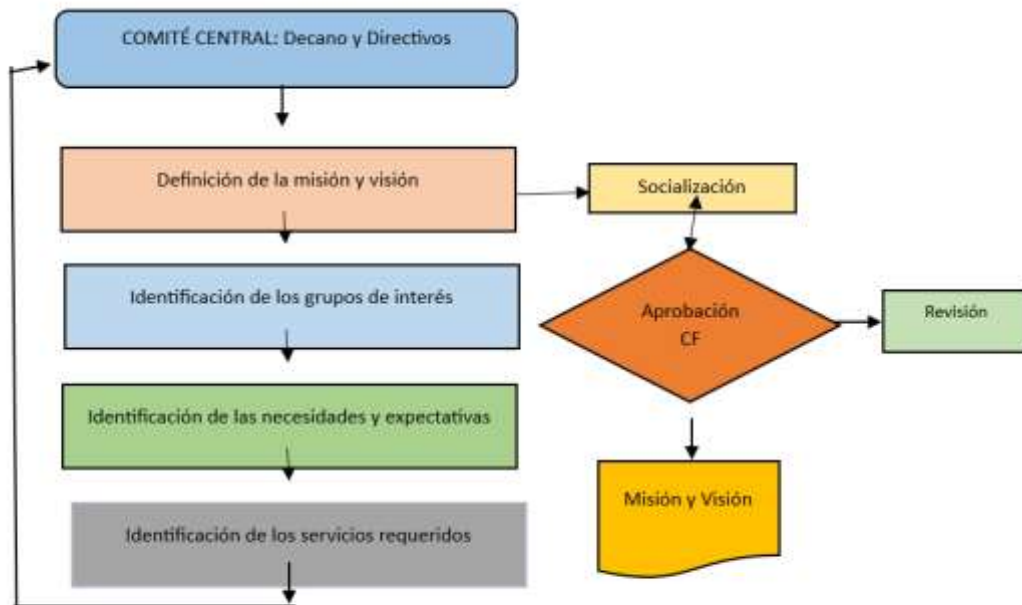 COMITÉ CENTRAL: Decano y Directivos
Definición de la misión y visión
Socialización
Identificación de los grupos de interés
Aprobación
CF
Revisión
Identificación de las necesidades y expectativas
Misión y Visión
Identificación de los servicios requeridos